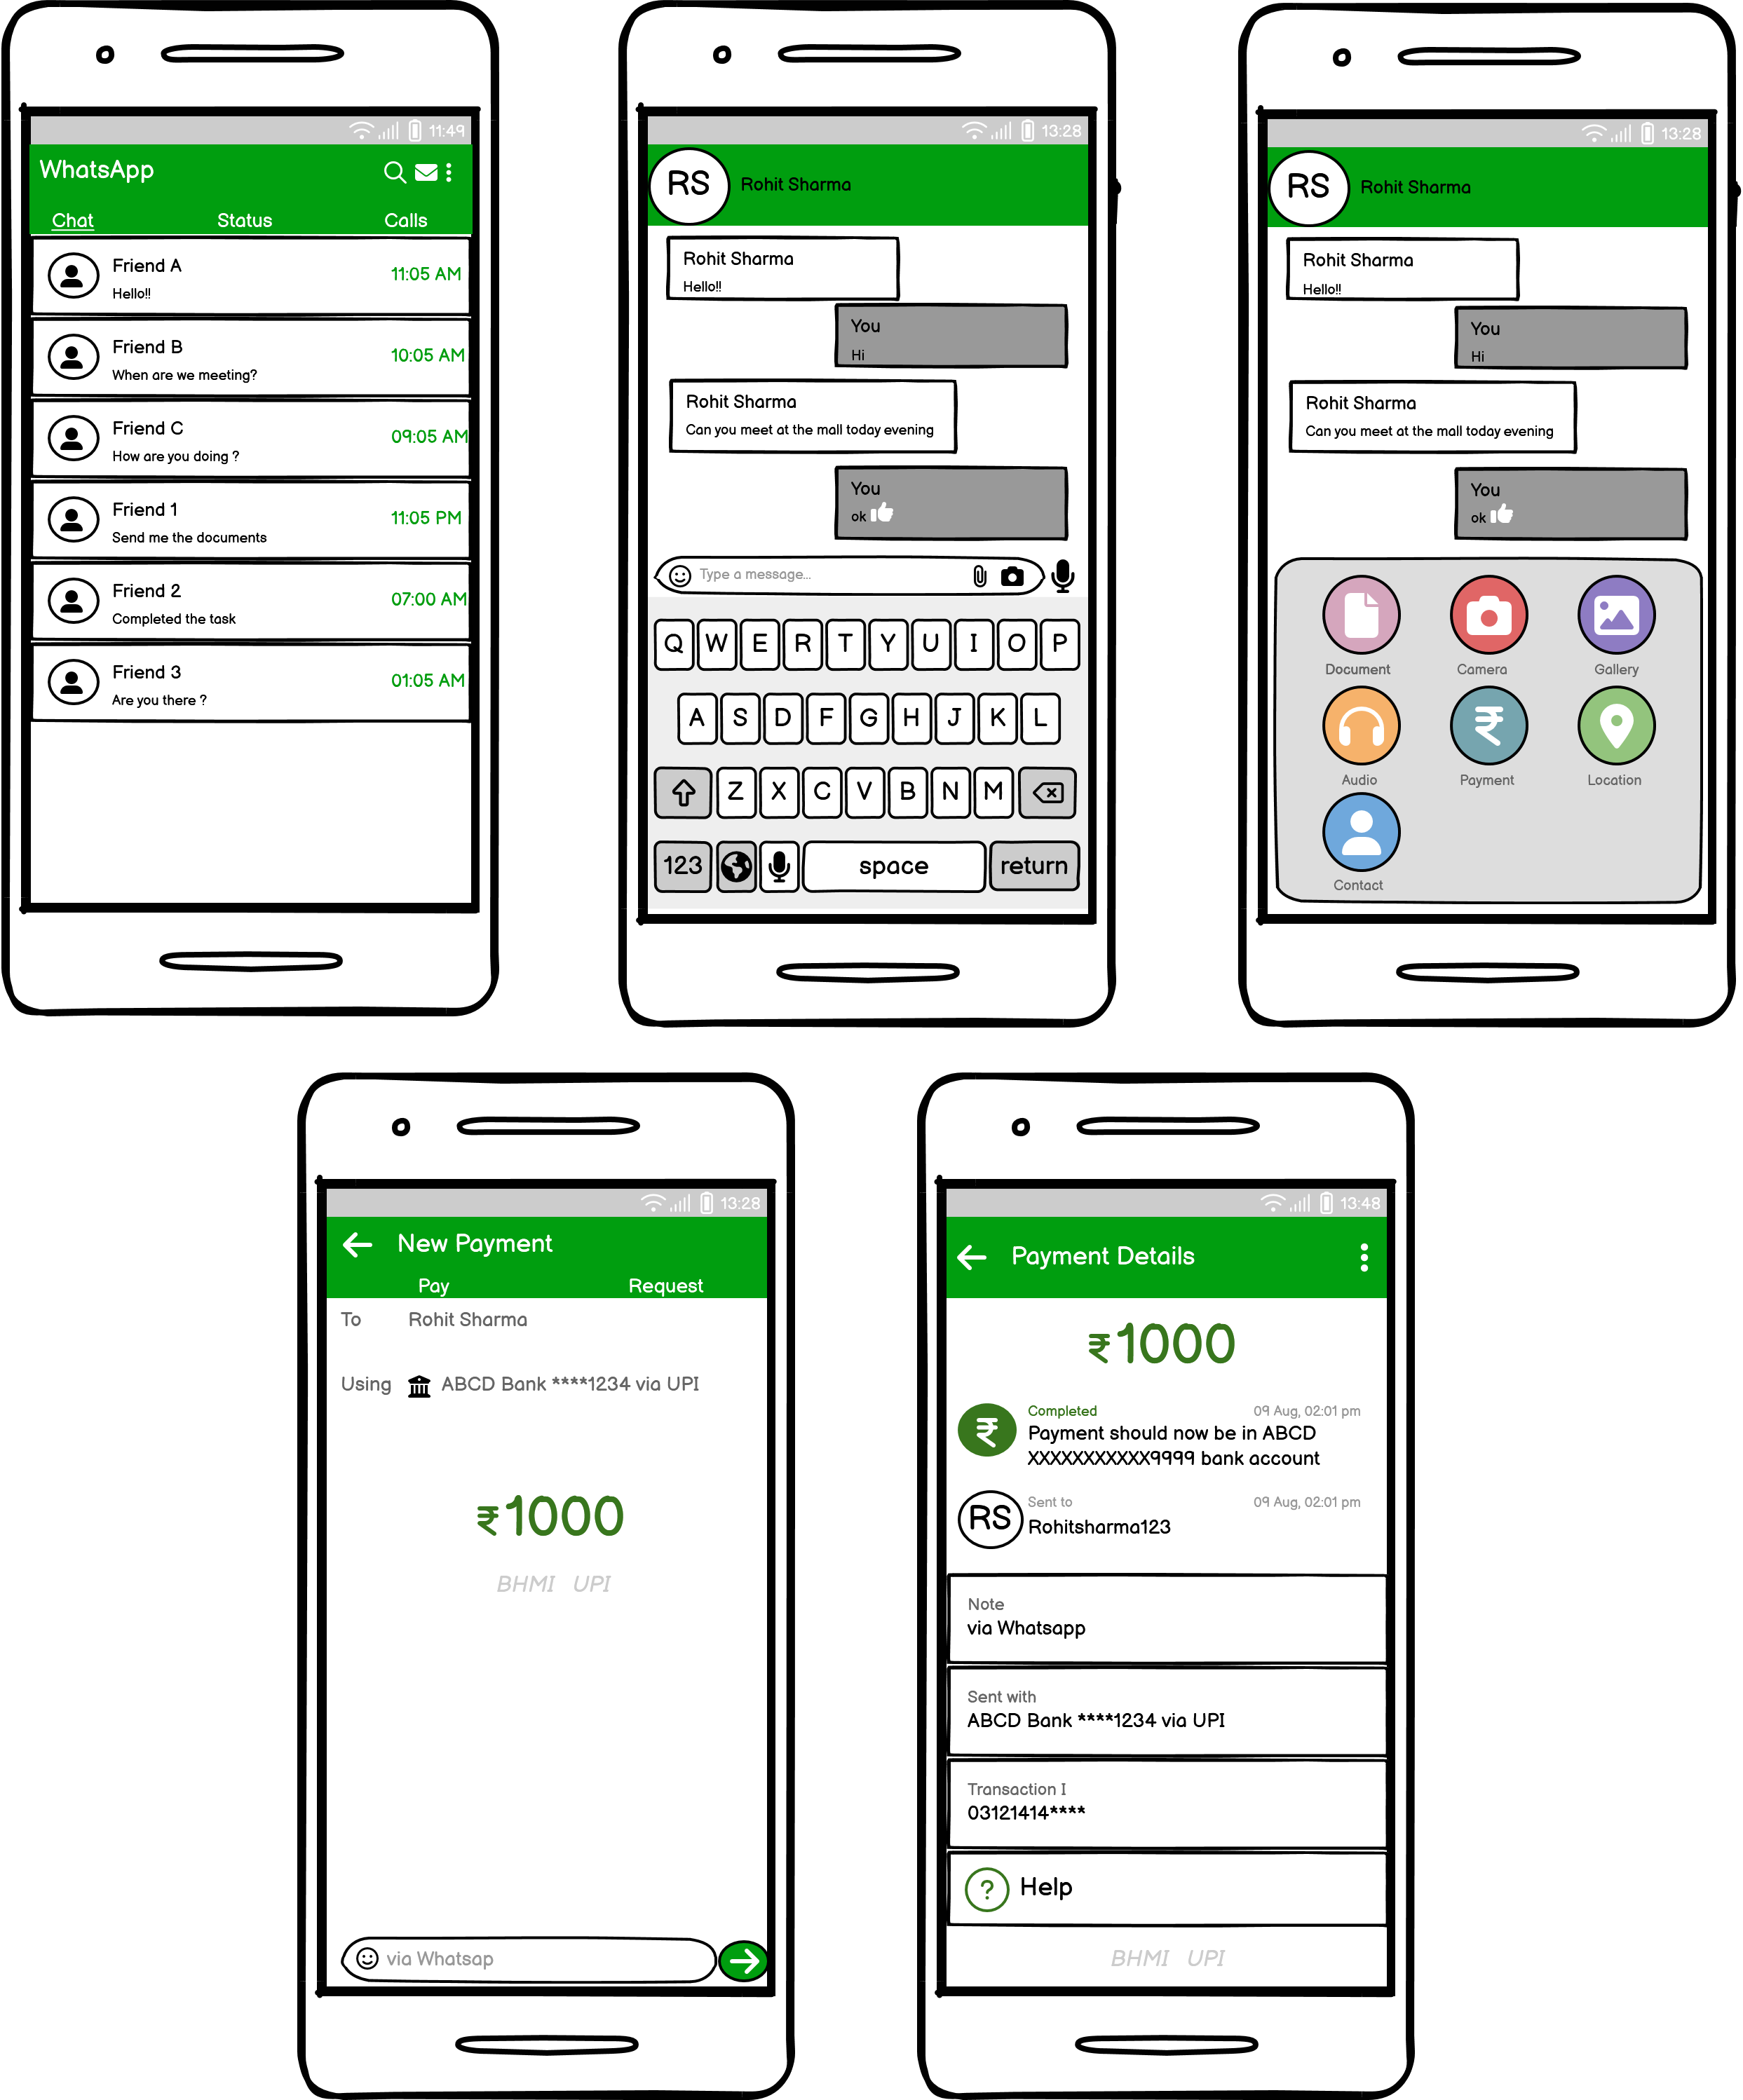 11:49
WhatsApp
Chat Status Calls
Friend A 11:05 AM
Hello!!
Friend B 10:05 AM
When are we meeting?
Friend C 09:05 AM
How are you doing ?
Friend 1 11:05 PM
Send me the documents
Friend 2 07:00 AM
Completed the task
Friend 3 01:05 AM
Are you there ?
13:28
RS Rohit Sharma
Rohit Sharma
Hello!!
You
Hi
Rohit Sharma
Can you meet at the mall today evening
You
ok
Type a message...
Q W E R T Y U I O P
A S D F G H J K L
Z X C V B N M
123 space return
13:28
RS Rohit Sharma
Rohit Sharma
Hello!!
You
Hi
Rohit Sharma
Can you meet at the mall today evening
You
ok
Document Camera Gallery
₹
Audio Payment Location
Contact
13:28
New Payment
Pay Request
To Rohit Sharma
Using ABCD Bank ****1234 via UPI
₹1000
BHMI UPI
via Whatsap
13:48
Payment Details
₹1000
Completed 09 Aug, 02:01 pm
₹ Payment should now be in ABCD
XXXXXXXXXXX9999 bank account
Sent to 09 Aug, 02:01 pm
RS Rohitsharma123
Note
via Whatsapp
Sent with
ABCD Bank ****1234 via UPI
Transaction I
03121414****
? Help
BHMI UPI